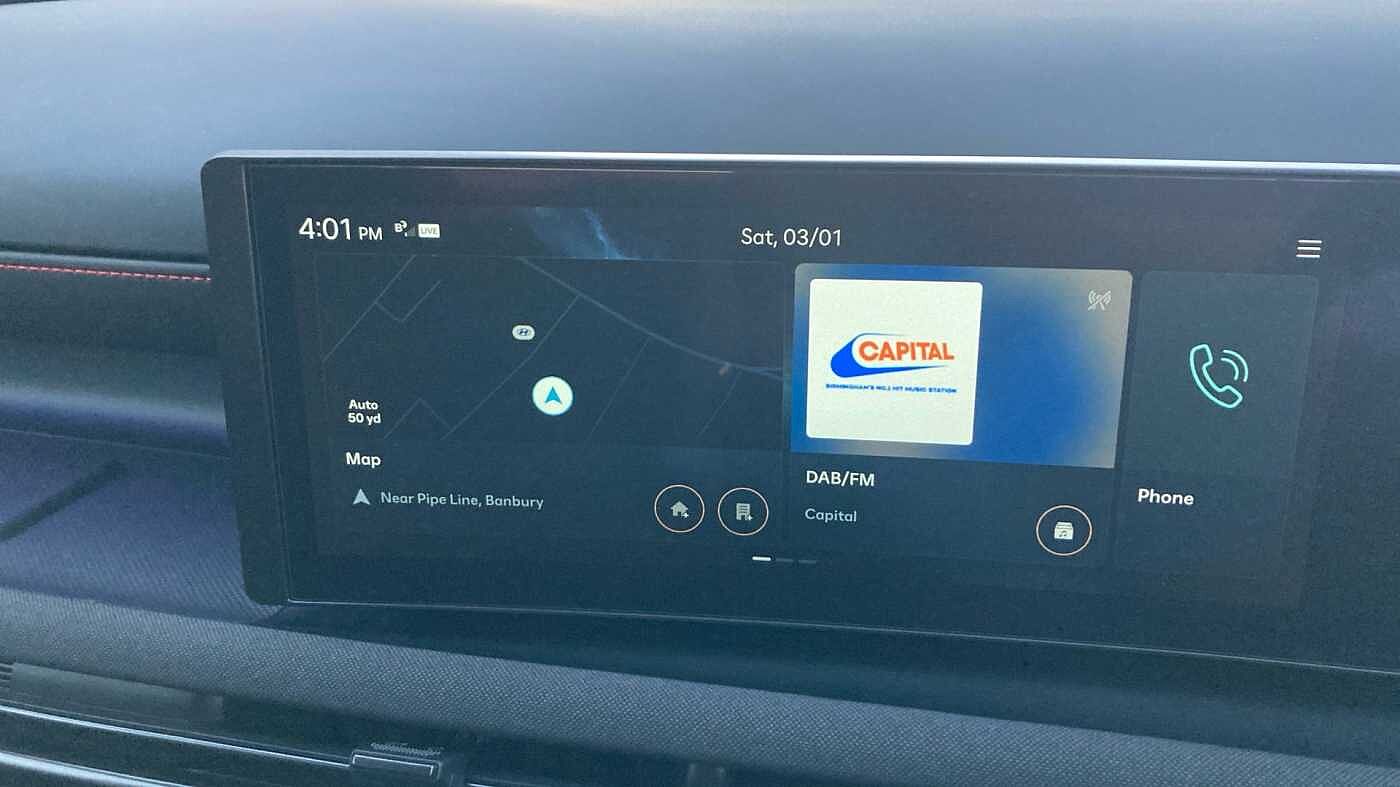 4:01 PM LIVE
Sat, 03/01
Auto
50 yd
Map
Near Pipe Line, Banbury
CAPITAL
BIRMINGHAM'S NO.1 HIT MUSIC STATION
DAB/FM
Capital
Phone